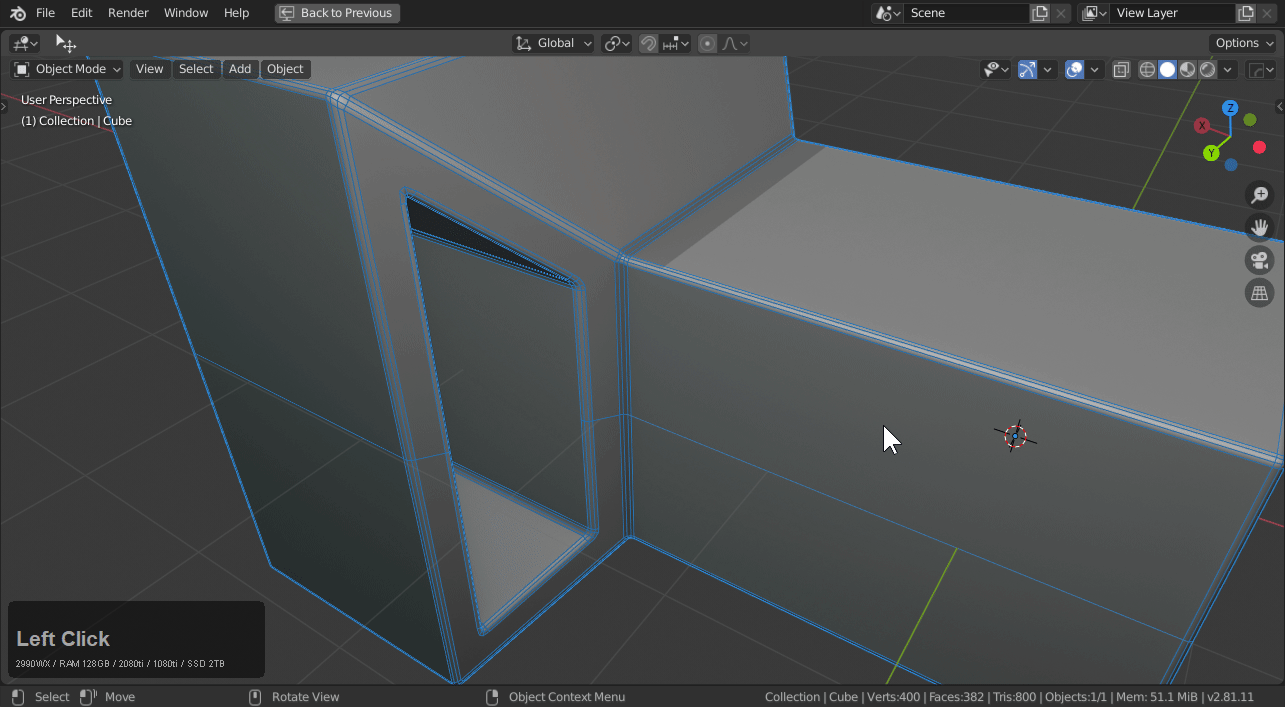 File Edit Render Window Help Back to Previous Scene View Layer
Global Options
Object Mode View Select Add Object
User Perspective
(1) Collection | Cube
Z
X
Y
Left Click
2990WX / RAM 128GB / 2080ti / 1080ti / SSD 2TB
Select Move Rotate View Object Context Menu Collection | Cube | Verts:400 | Faces:382 | Tris:800 | Objects:1/1 | Mem: 51.1 MiB | v2.81.11